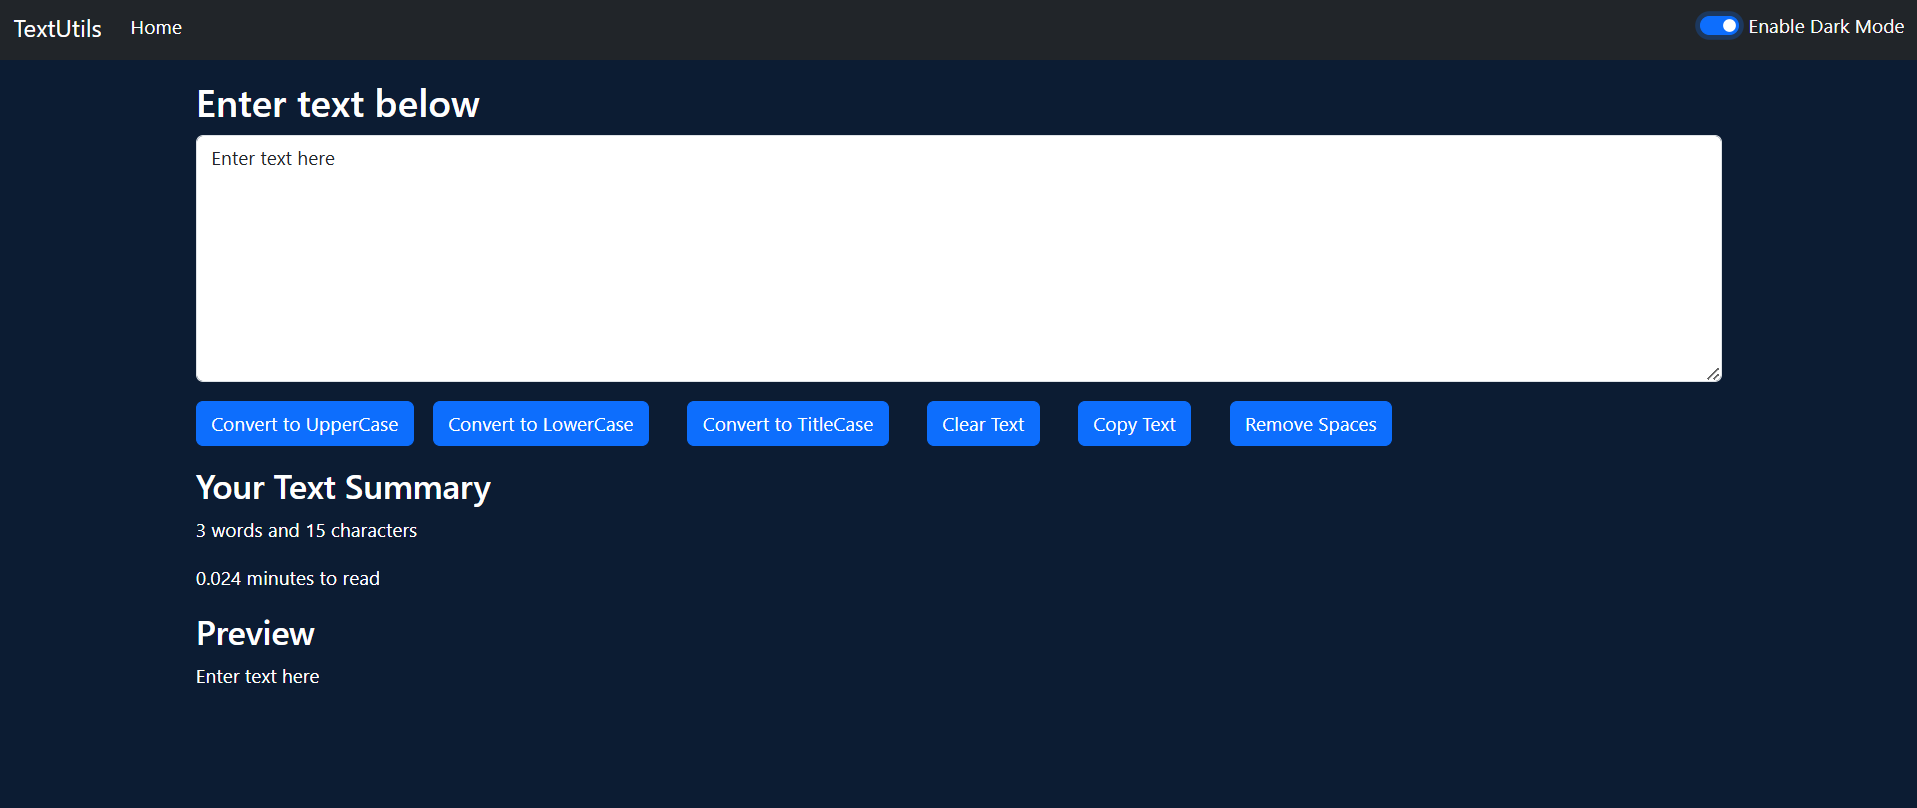 TextUtils Home Enable Dark Mode
Enter text below
Enter text here
Convert to UpperCase Convert to LowerCase Convert to TitleCase Clear Text Copy Text Remove Spaces
Your Text Summary
3 words and 15 characters
0.024 minutes to read
Preview
Enter text here